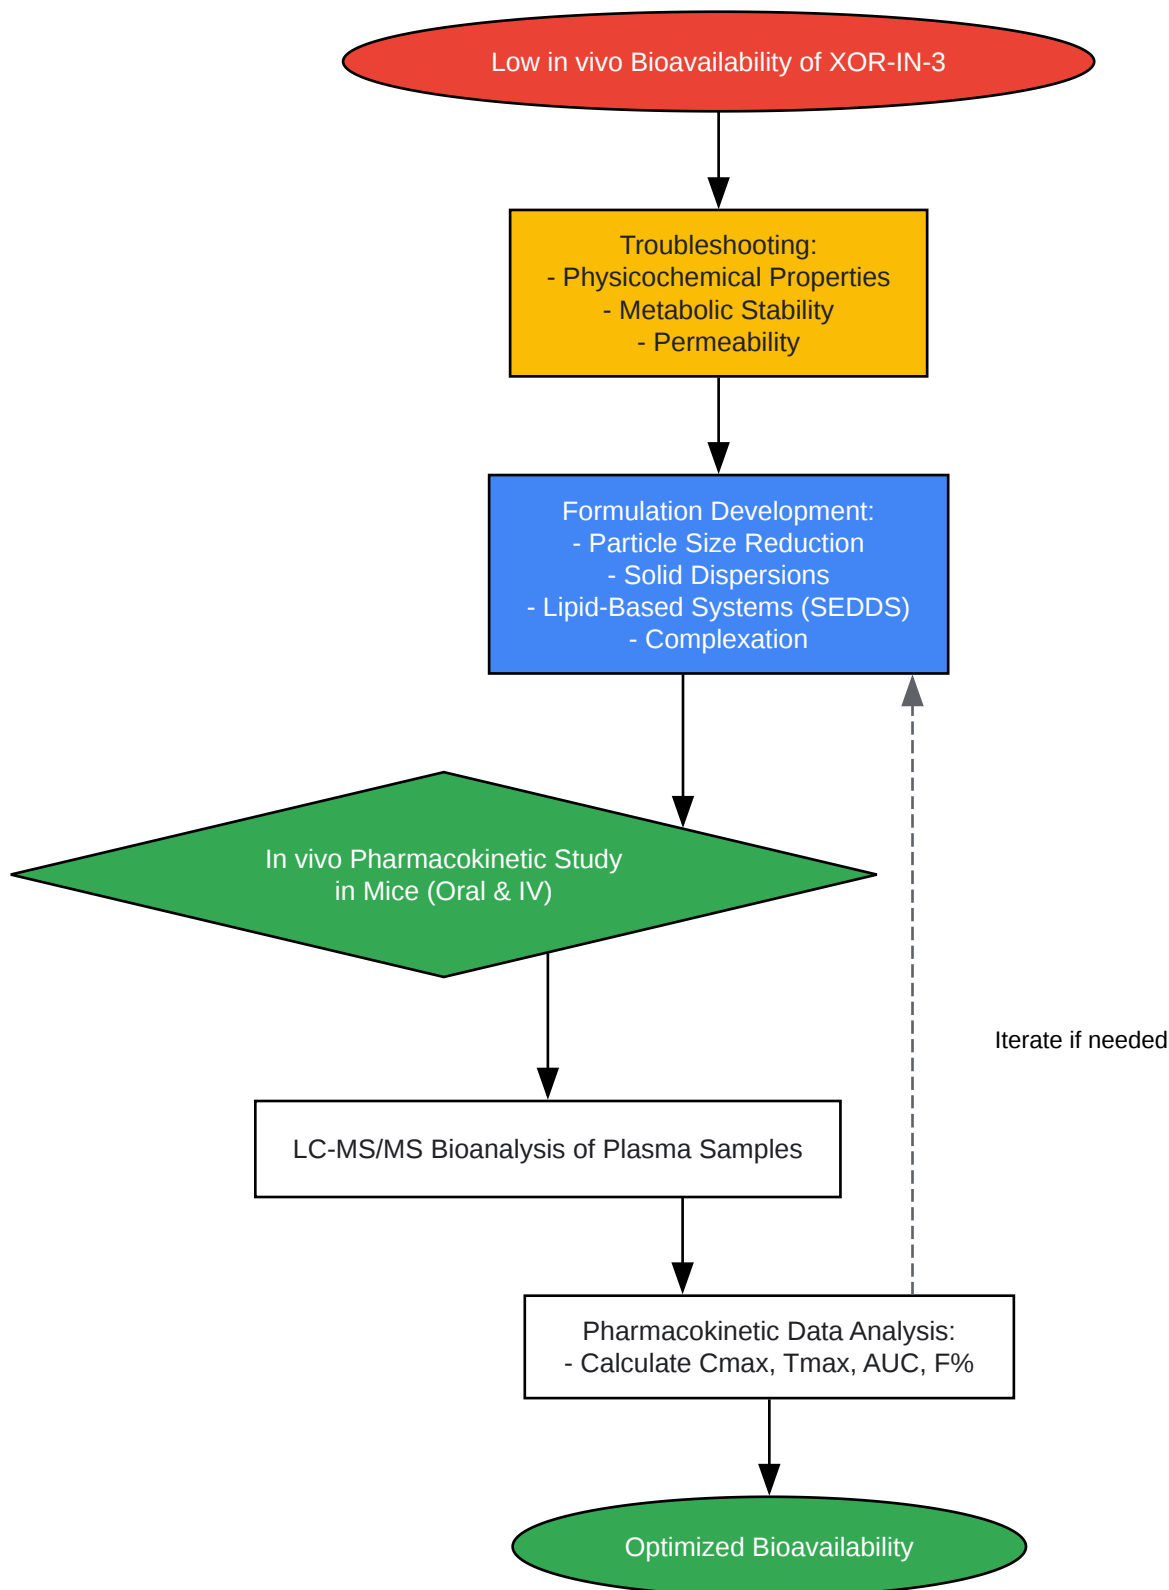 Low in vivo Bioavailability of XOR-IN-3
Troubleshooting:
- Physicochemical Properties
- Metabolic Stability
- Permeability
Formulation Development:
- Particle Size Reduction
- Solid Dispersions
- Lipid-Based Systems (SEDDS)
- Complexation
In vivo Pharmacokinetic Study
in Mice (Oral & IV)
Iterate if needed
LC-MS/MS Bioanalysis of Plasma Samples
Pharmacokinetic Data Analysis:
- Calculate Cmax, Tmax, AUC, F%
Optimized Bioavailability